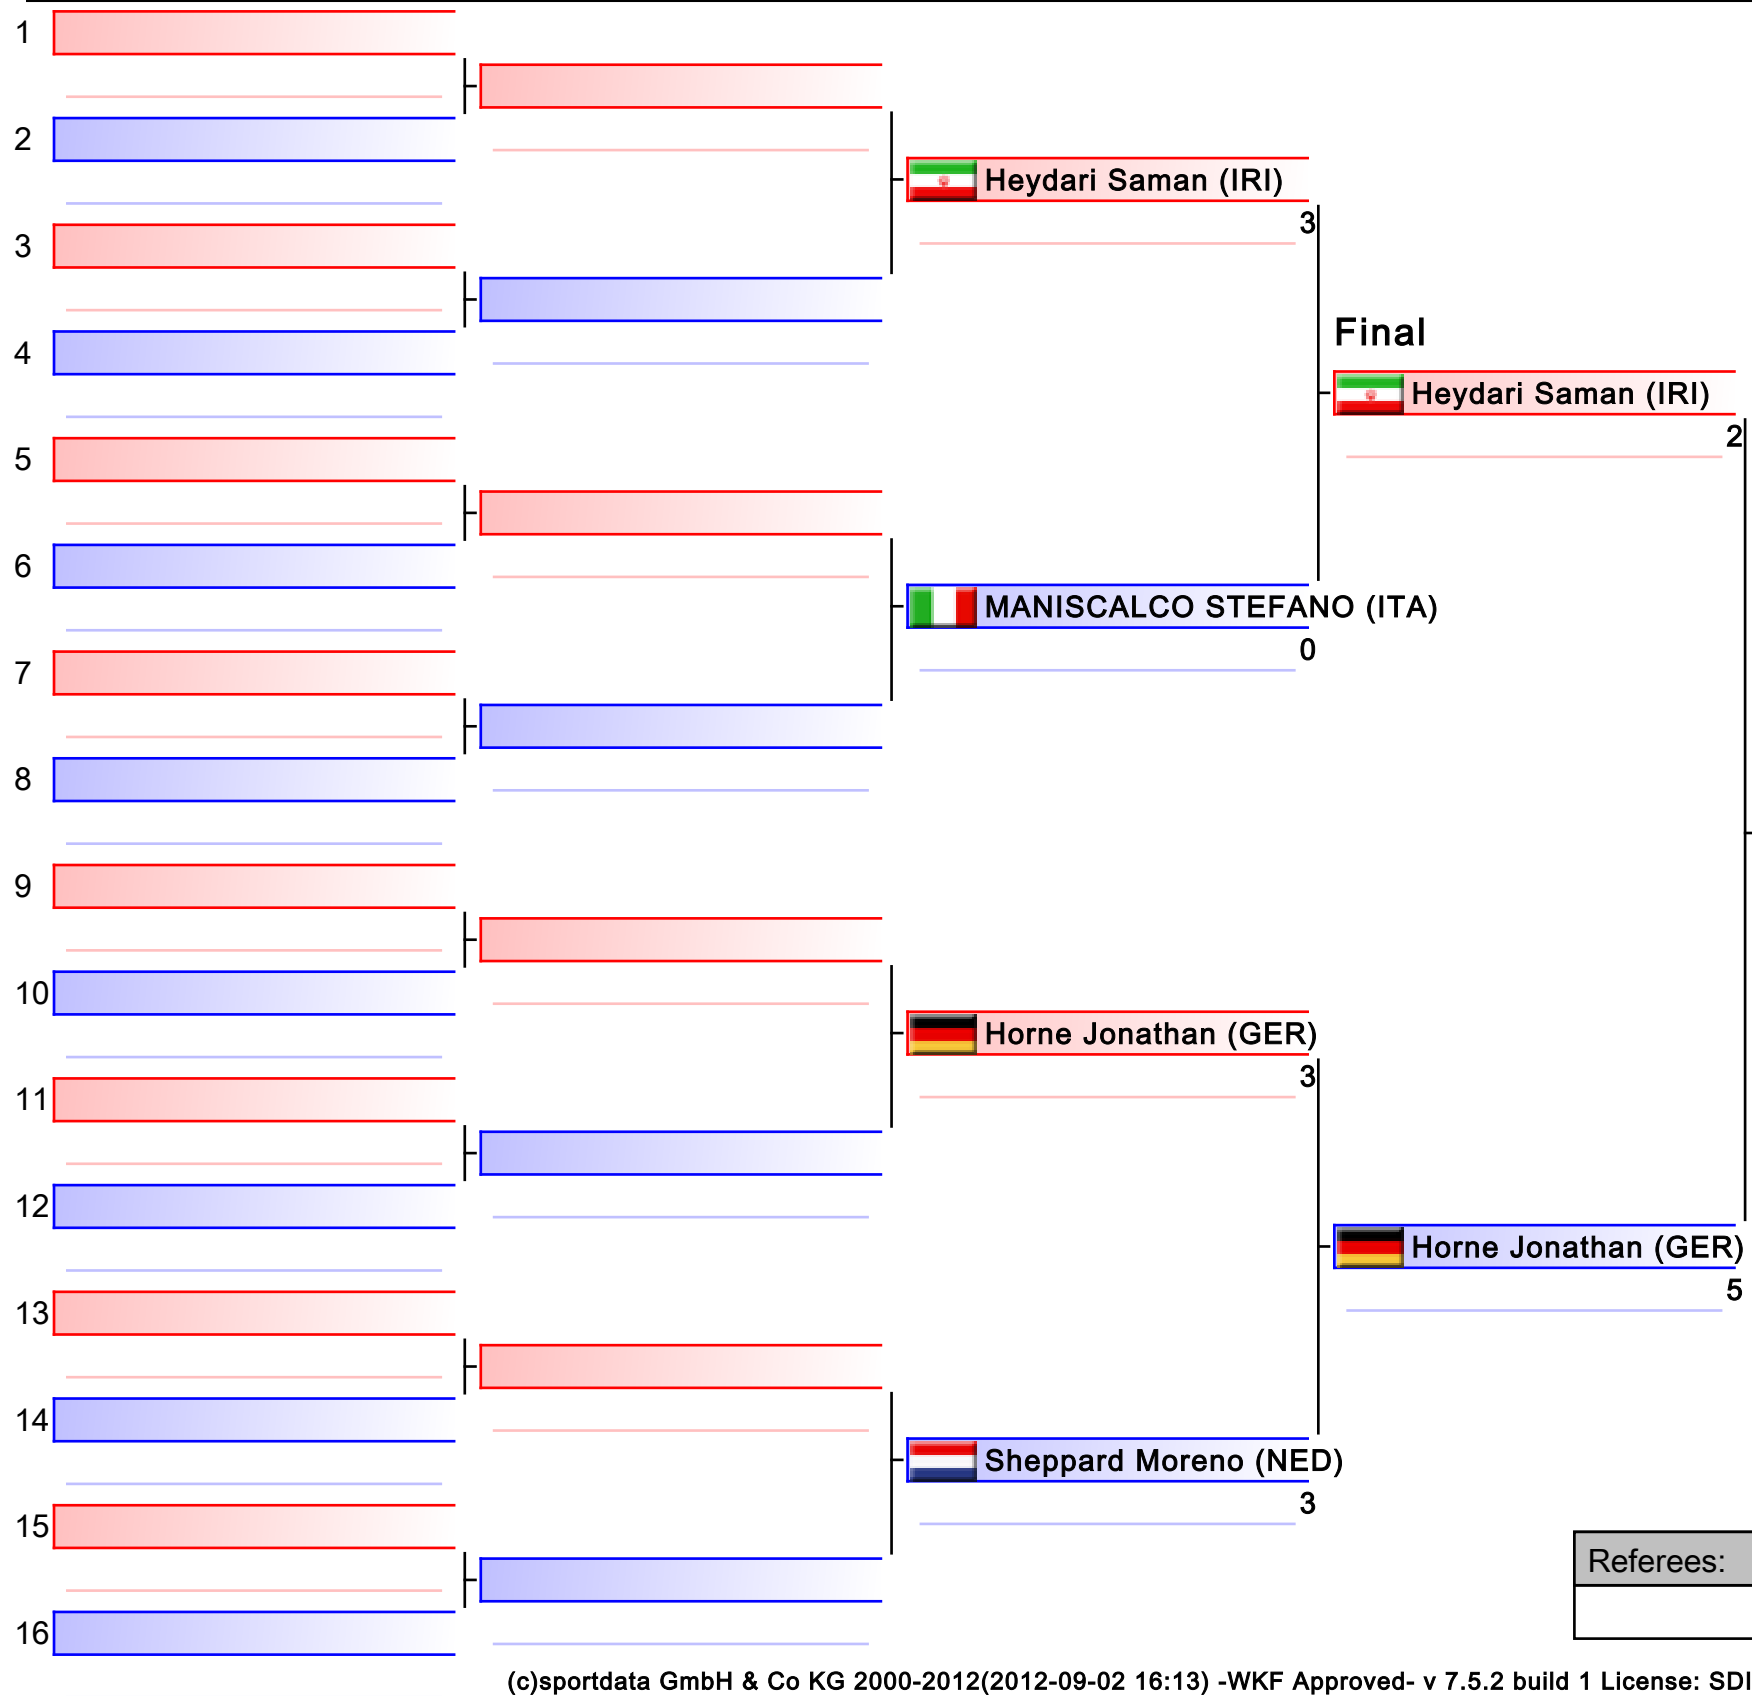 1
2
Heydari Saman (IRI)
3
3
Final
4
Heydari Saman (IRI)
2
5
6
MANISCALCO STEFANO (ITA)
0
7
8
9
10
Horne Jonathan (GER)
3
11
12
Horne Jonathan (GER)
5
13
14
Sheppard Moreno (NED)
3
15
Referees:
16
(c)sportdata GmbH & Co KG 2000-2012(2012-09-02 16:13) -WKF Approved- v 7.5.2 build 1 License: SDI